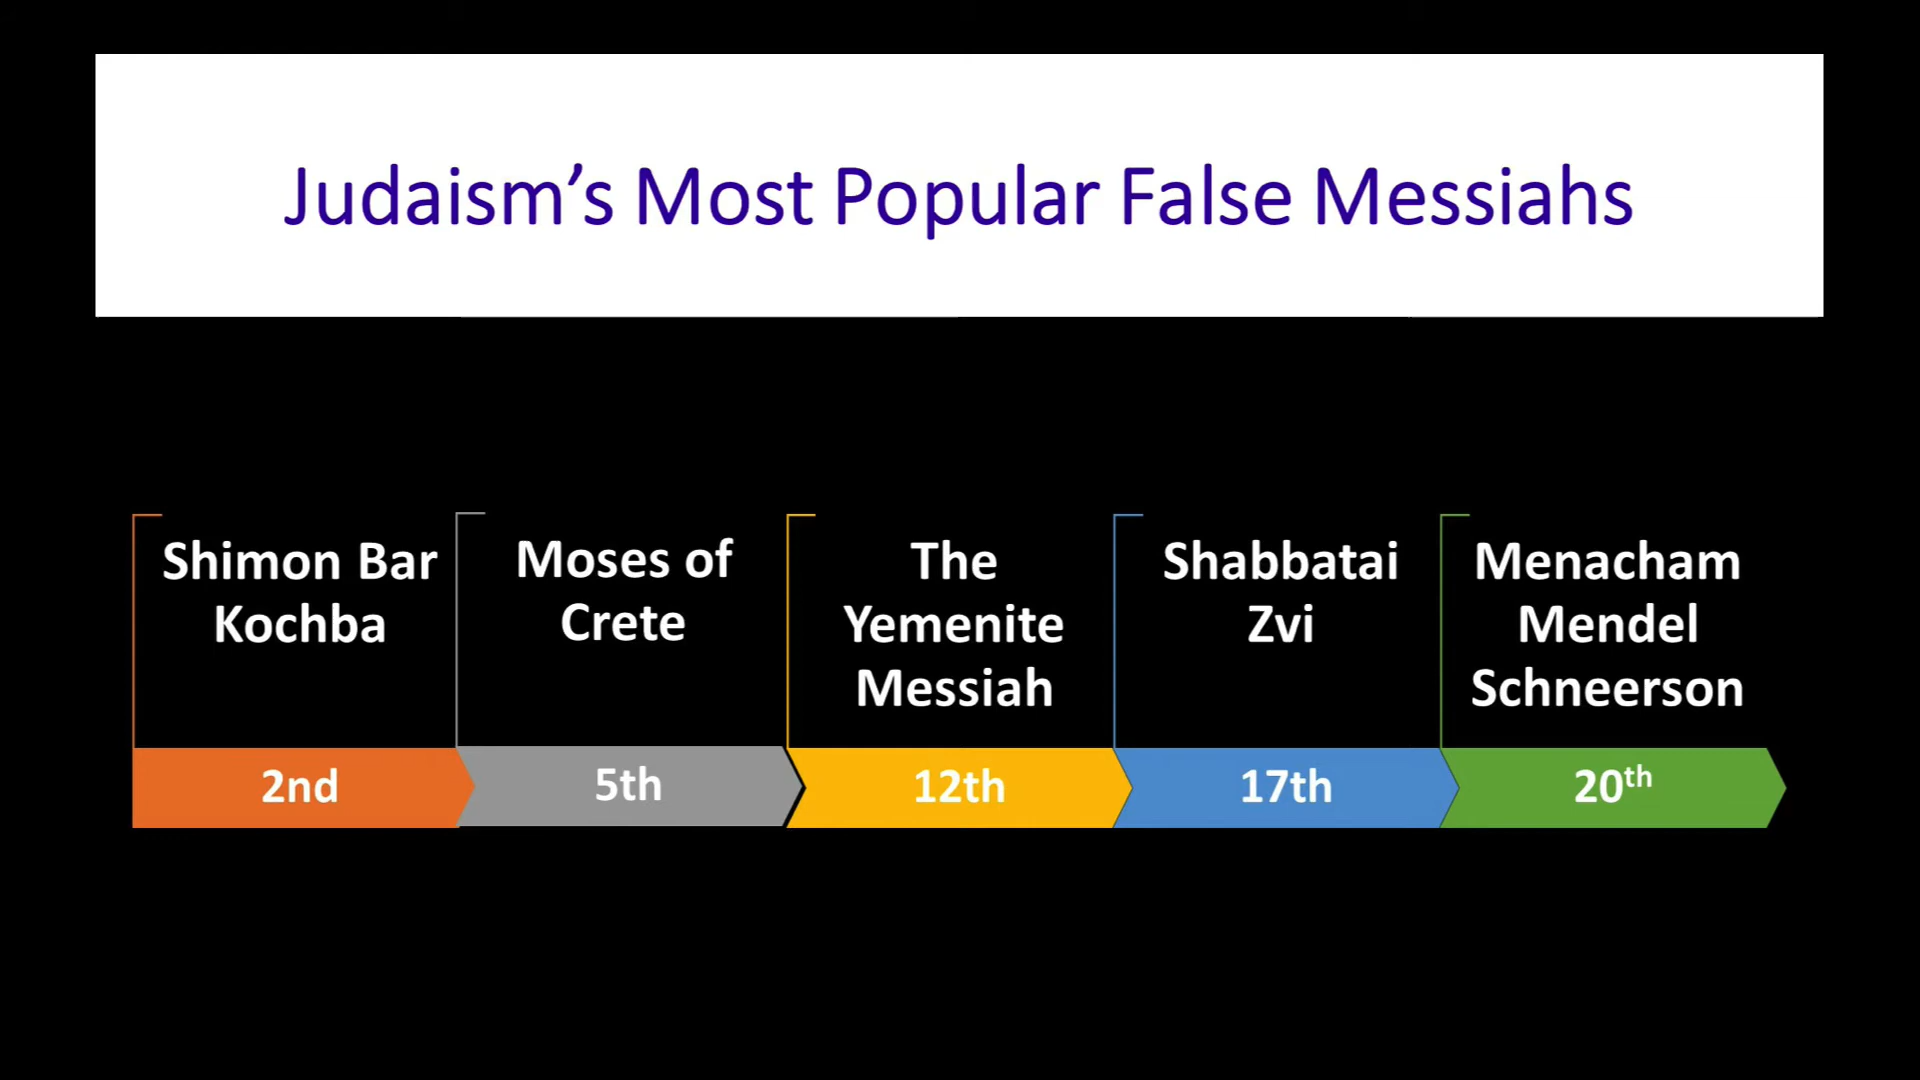 Judaism’s Most Popular False Messiahs
Shimon Bar
Kochba
Moses of
Crete
The
Yemenite
Messiah
Shabbatai
Zvi
Menacham
Mendel
Schneerson
2nd
5th
12th
17th
20th